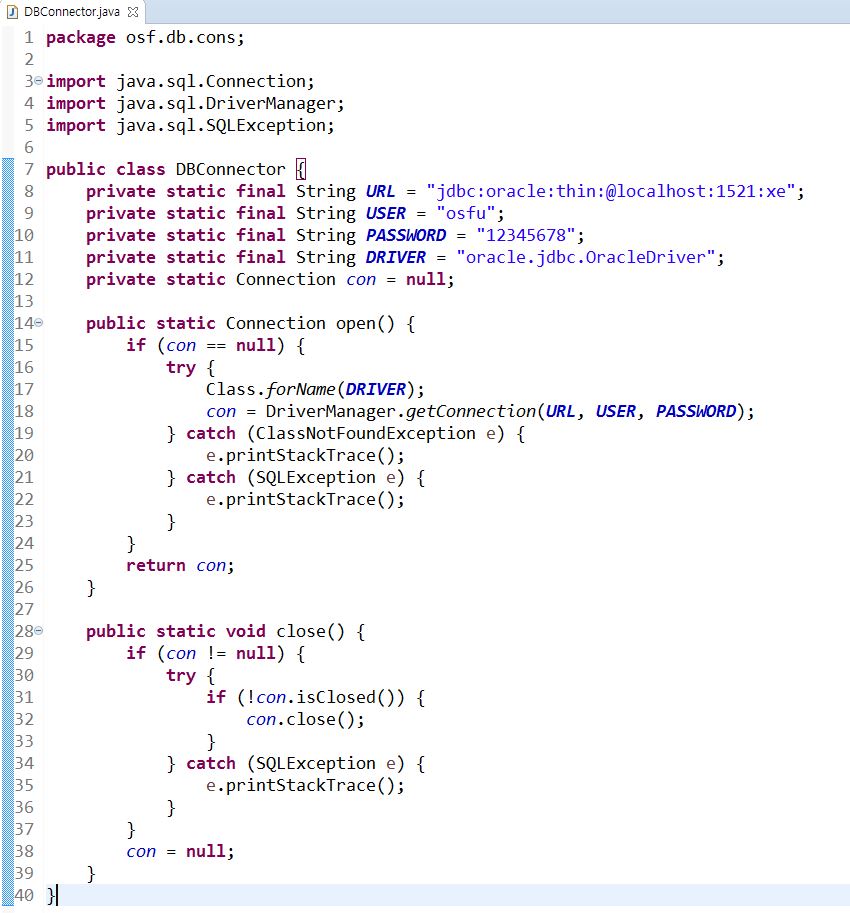 DBConnector.java
1 package osf.db.cons;
2
3 import java.sql.Connection;
4 import java.sql.DriverManager;
5 import java.sql.SQLException;
6
7 public class DBConnector {
8     private static final String URL = "jdbc:oracle:thin:@localhost:1521:xe";
9     private static final String USER = "osfu";
10     private static final String PASSWORD = "12345678";
11     private static final String DRIVER = "oracle.jdbc.OracleDriver";
12     private static Connection con = null;
13
14     public static Connection open() {
15         if (con == null) {
16             try {
17                 Class.forName(DRIVER);
18                 con = DriverManager.getConnection(URL, USER, PASSWORD);
19             } catch (ClassNotFoundException e) {
20                 e.printStackTrace();
21             } catch (SQLException e) {
22                 e.printStackTrace();
23             }
24         }
25         return con;
26     }
27
28     public static void close() {
29         if (con != null) {
30             try {
31                 if (!con.isClosed()) {
32                     con.close();
33                 }
34             } catch (SQLException e) {
35                 e.printStackTrace();
36             }
37         }
38         con = null;
39     }
40 }